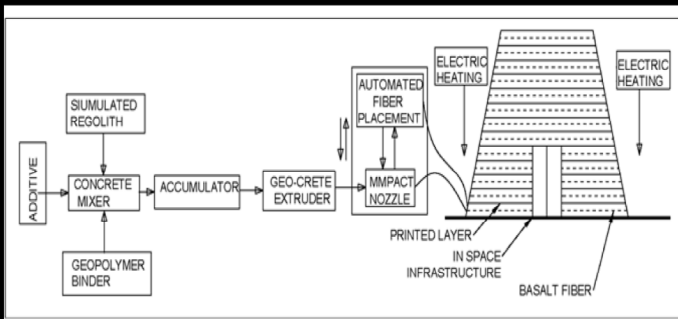 SIUMULATED
REGOLITH
ADDITIVE
CONCRETE
MIXER
GEOPOLYMER
BINDER
ACCUMULATOR
GEO-CRETE
EXTRUDER
AUTOMATED
FIBER
PLACEMENT
MMPACT
NOZZLE
ELECTRIC
HEATING
ELECTRIC
HEATING
PRINTED LAYER
IN SPACE
INFRASTRUCTURE
BASALT FIBER